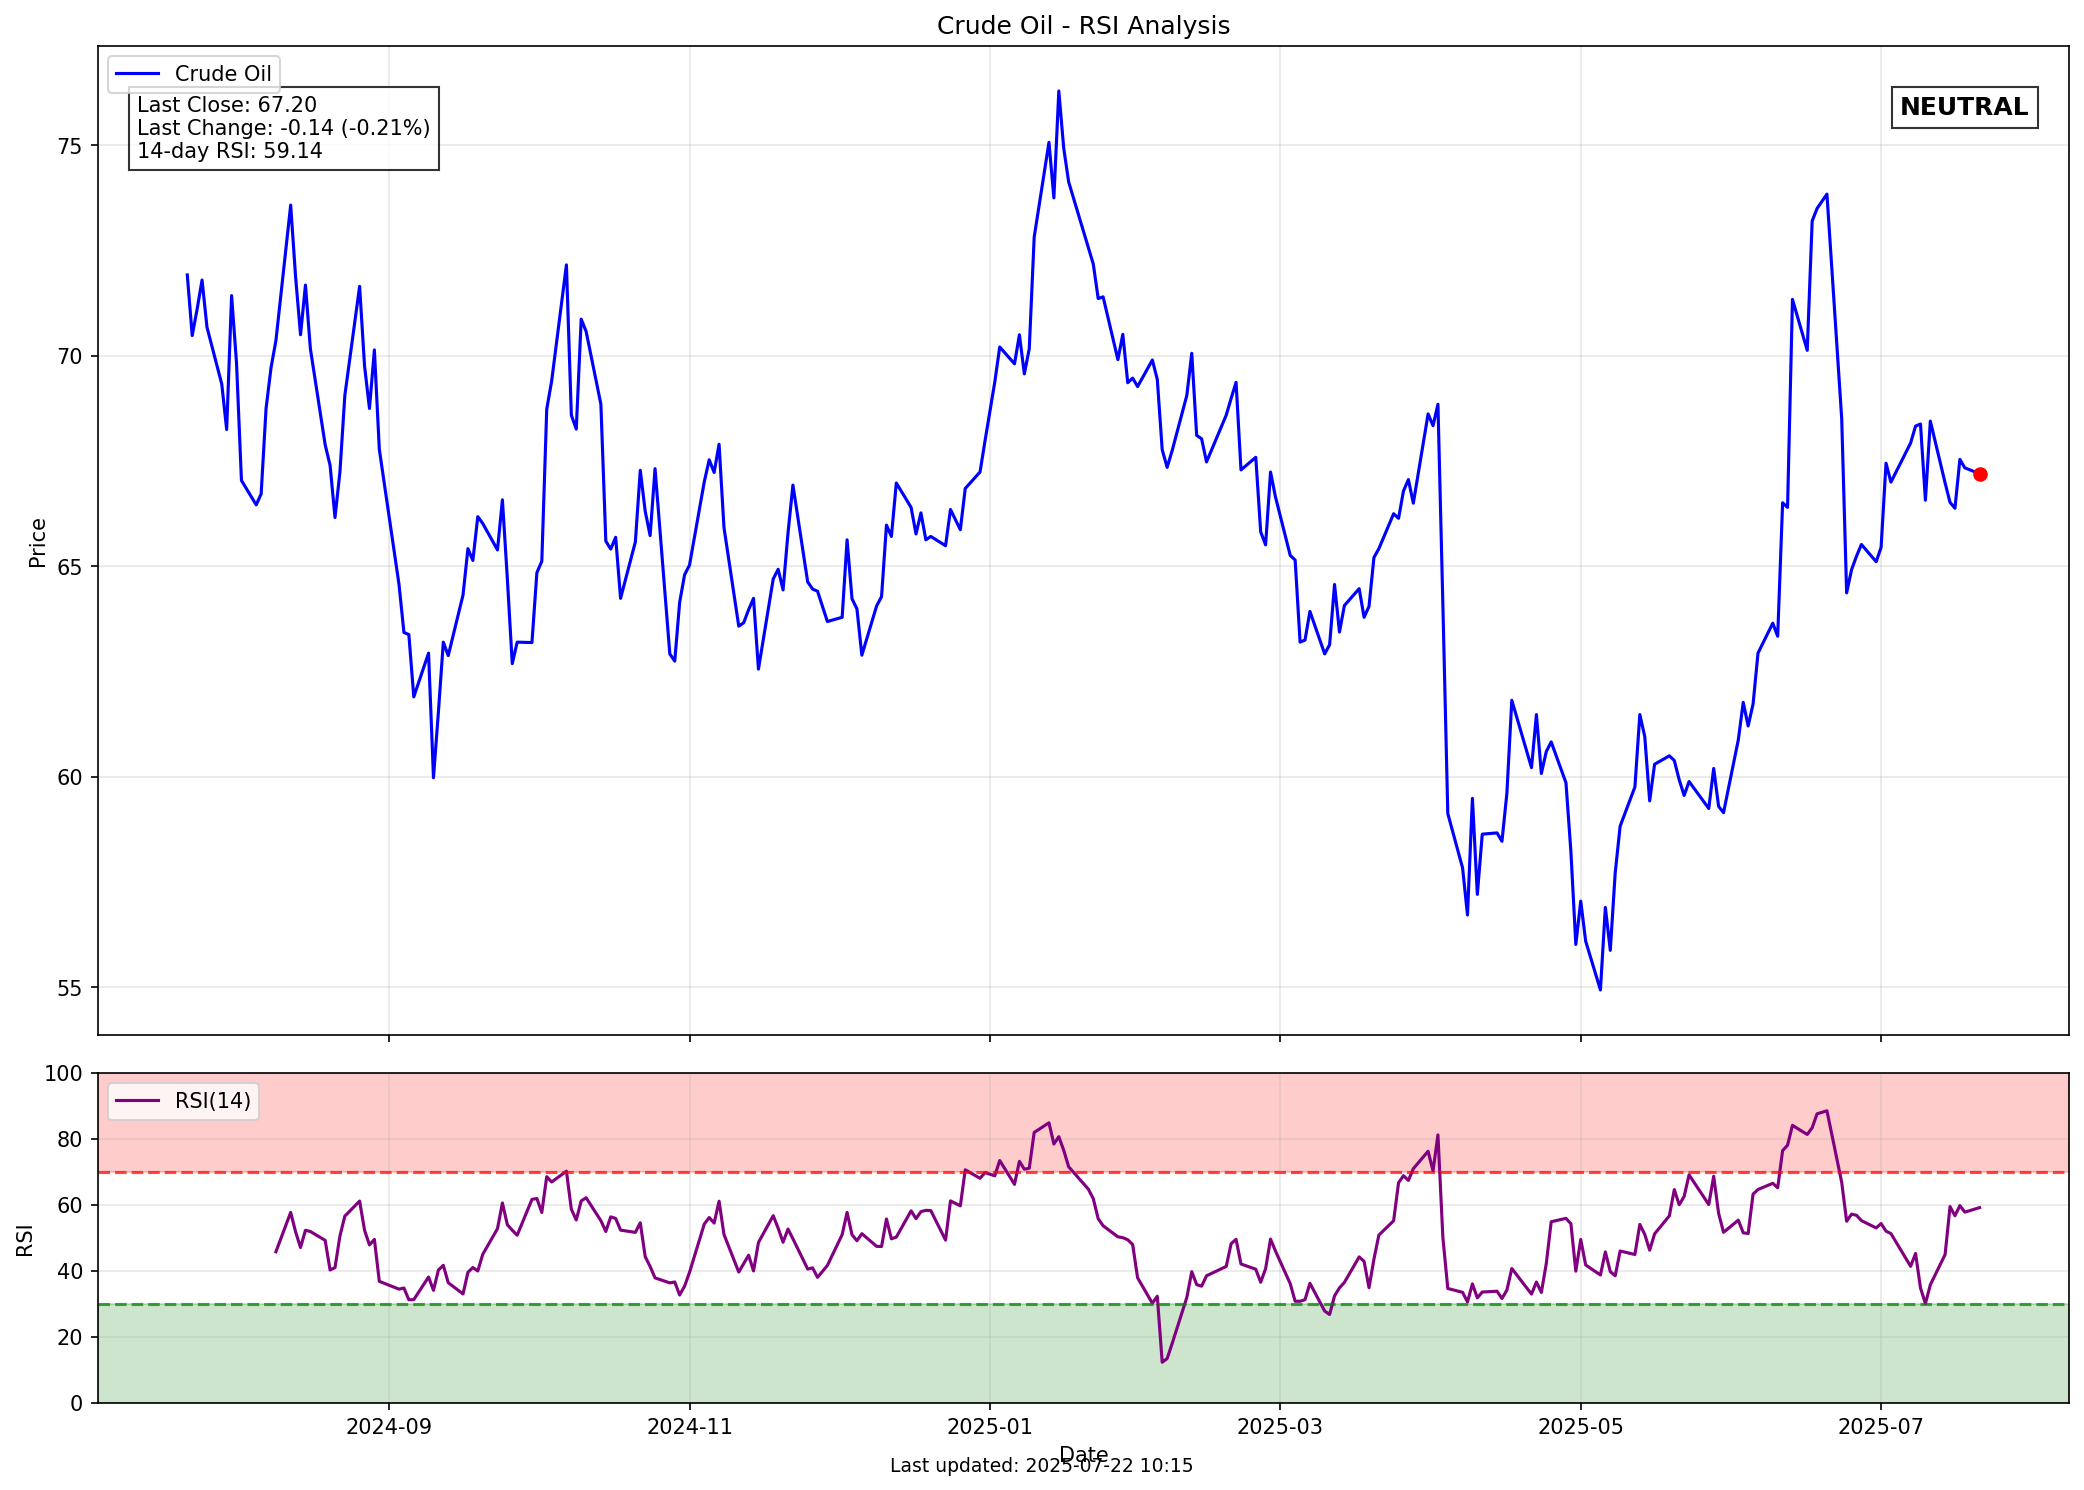 Crude Oil - RSI Analysis
Crude Oil
Last Close: 67.20
Last Change: -0.14 (-0.21%)
14-day RSI: 59.14
NEUTRAL
Price
75
70
65
60
55
RSI(14)
RSI
100
80
60
40
20
0
2024-09
2024-11
2025-01
2025-03
2025-05
2025-07
Date
Last updated: 2025-07-22 10:15